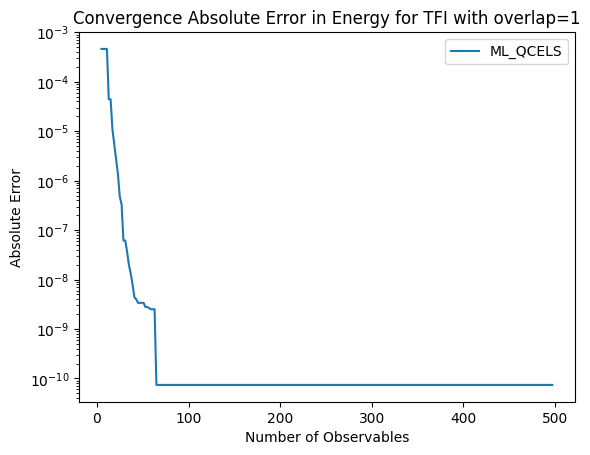 Convergence Absolute Error in Energy for TFI with overlap=1
ML_QCELS
10⁻³
10⁻⁴
10⁻⁵
10⁻⁶
10⁻⁷
10⁻⁸
10⁻⁹
10⁻¹⁰
Absolute Error
0 100 200 300 400 500
Number of Observables